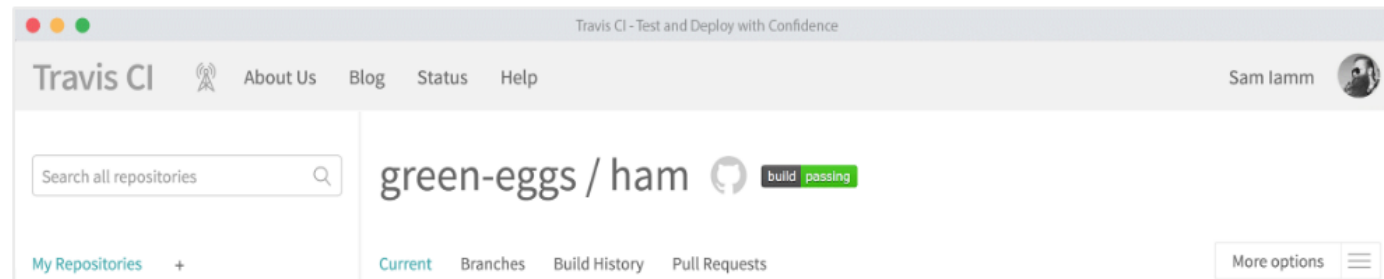 Travis CI - Test and Deploy with Confidence
Travis CI About Us Blog Status Help Sam Iamm
Search all repositories
green-eggs / ham build passing
My Repositories + Current Branches Build History Pull Requests More options